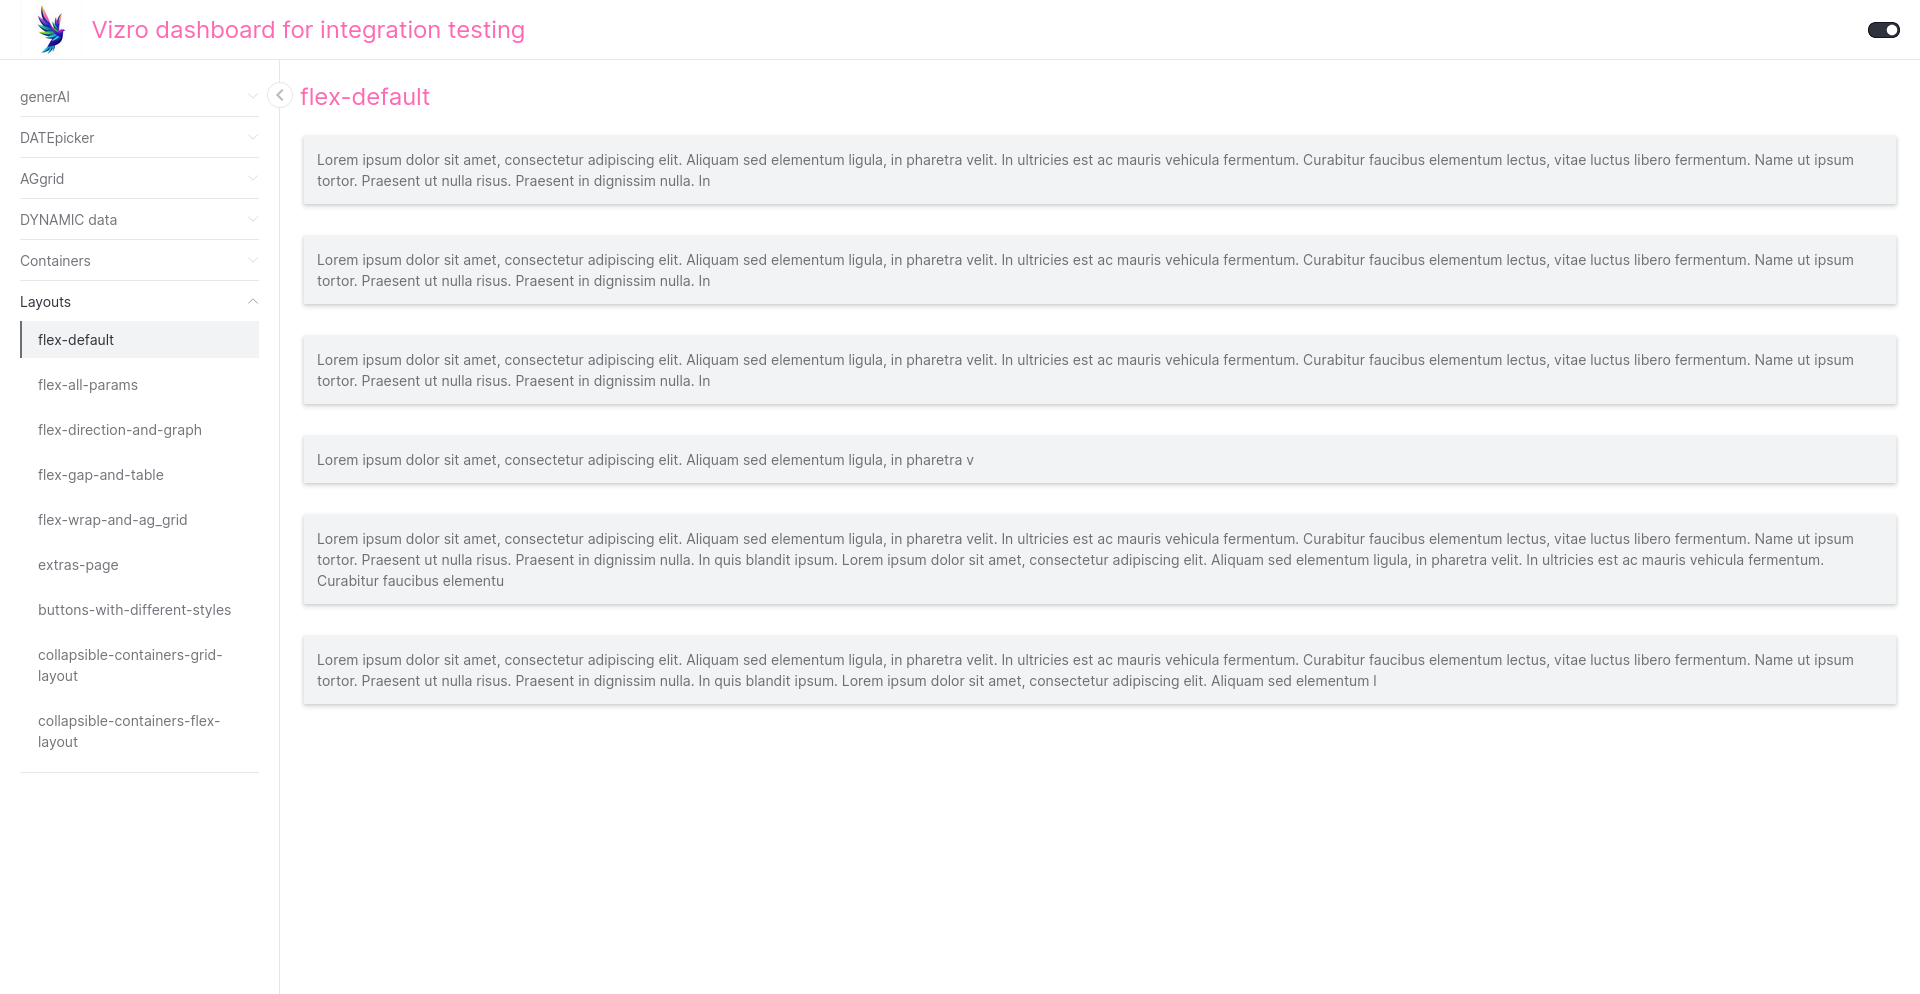 Vizro dashboard for integration testing
generAI
DATEpicker
AGgrid
DYNAMIC data
Containers
Layouts
flex-default
flex-all-params
flex-direction-and-graph
flex-gap-and-table
flex-wrap-and-ag_grid
extras-page
buttons-with-different-styles
collapsible-containers-grid-
layout
collapsible-containers-flex-
layout
flex-default
Lorem ipsum dolor sit amet, consectetur adipiscing elit. Aliquam sed elementum ligula, in pharetra velit. In ultricies est ac mauris vehicula fermentum. Curabitur faucibus elementum lectus, vitae luctus libero fermentum. Name ut ipsum
tortor. Praesent ut nulla risus. Praesent in dignissim nulla. In
Lorem ipsum dolor sit amet, consectetur adipiscing elit. Aliquam sed elementum ligula, in pharetra velit. In ultricies est ac mauris vehicula fermentum. Curabitur faucibus elementum lectus, vitae luctus libero fermentum. Name ut ipsum
tortor. Praesent ut nulla risus. Praesent in dignissim nulla. In
Lorem ipsum dolor sit amet, consectetur adipiscing elit. Aliquam sed elementum ligula, in pharetra velit. In ultricies est ac mauris vehicula fermentum. Curabitur faucibus elementum lectus, vitae luctus libero fermentum. Name ut ipsum
tortor. Praesent ut nulla risus. Praesent in dignissim nulla. In
Lorem ipsum dolor sit amet, consectetur adipiscing elit. Aliquam sed elementum ligula, in pharetra v
Lorem ipsum dolor sit amet, consectetur adipiscing elit. Aliquam sed elementum ligula, in pharetra velit. In ultricies est ac mauris vehicula fermentum. Curabitur faucibus elementum lectus, vitae luctus libero fermentum. Name ut ipsum
tortor. Praesent ut nulla risus. Praesent in dignissim nulla. In quis blandit ipsum. Lorem ipsum dolor sit amet, consectetur adipiscing elit. Aliquam sed elementum ligula, in pharetra velit. In ultricies est ac mauris vehicula fermentum.
Curabitur faucibus elementu
Lorem ipsum dolor sit amet, consectetur adipiscing elit. Aliquam sed elementum ligula, in pharetra velit. In ultricies est ac mauris vehicula fermentum. Curabitur faucibus elementum lectus, vitae luctus libero fermentum. Name ut ipsum
tortor. Praesent ut nulla risus. Praesent in dignissim nulla. In quis blandit ipsum. Lorem ipsum dolor sit amet, consectetur adipiscing elit. Aliquam sed elementum l